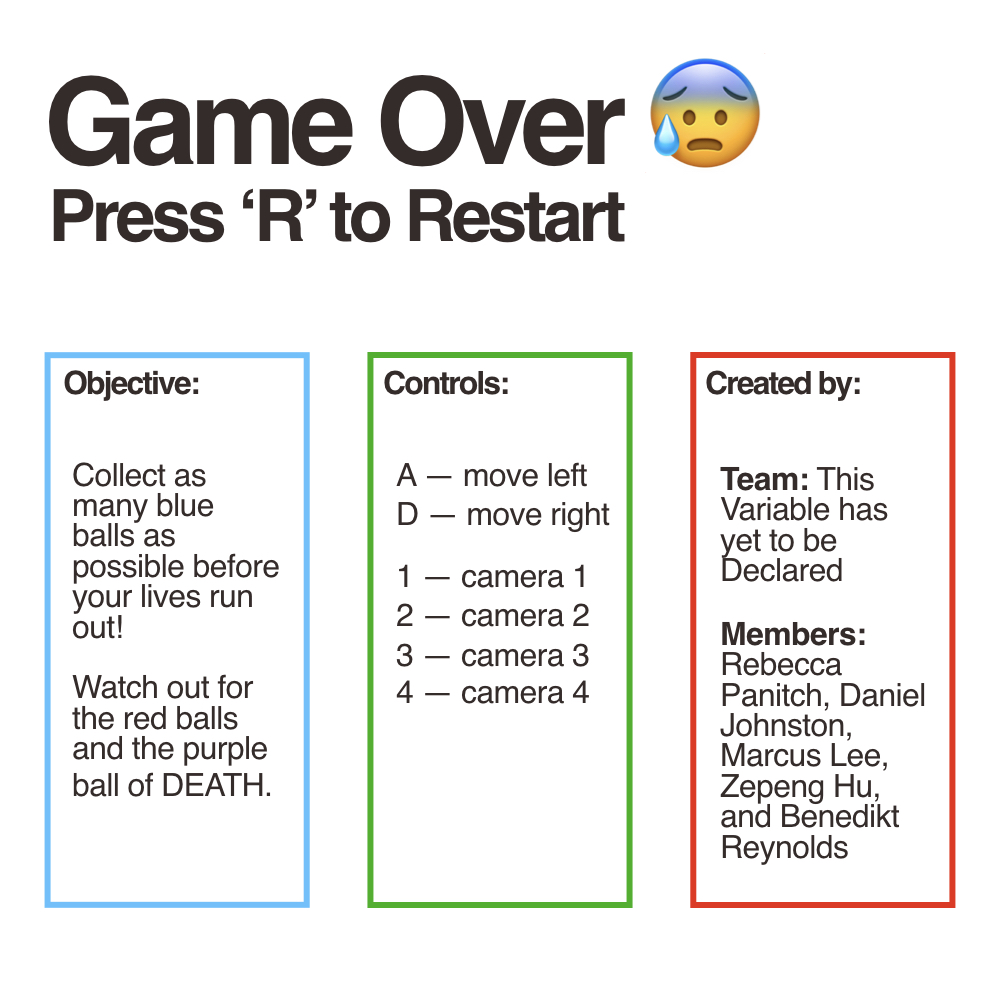 Game Over 😰
Press ‘R’ to Restart
Objective:
Collect as
many blue
balls as
possible before
your lives run
out!
Watch out for
the red balls
and the purple
ball of DEATH.
Controls:
A — move left
D — move right
1 — camera 1
2 — camera 2
3 — camera 3
4 — camera 4
Created by:
Team: This
Variable has
yet to be
Declared
Members:
Rebecca
Panitch, Daniel
Johnston,
Marcus Lee,
Zepeng Hu,
and Benedikt
Reynolds